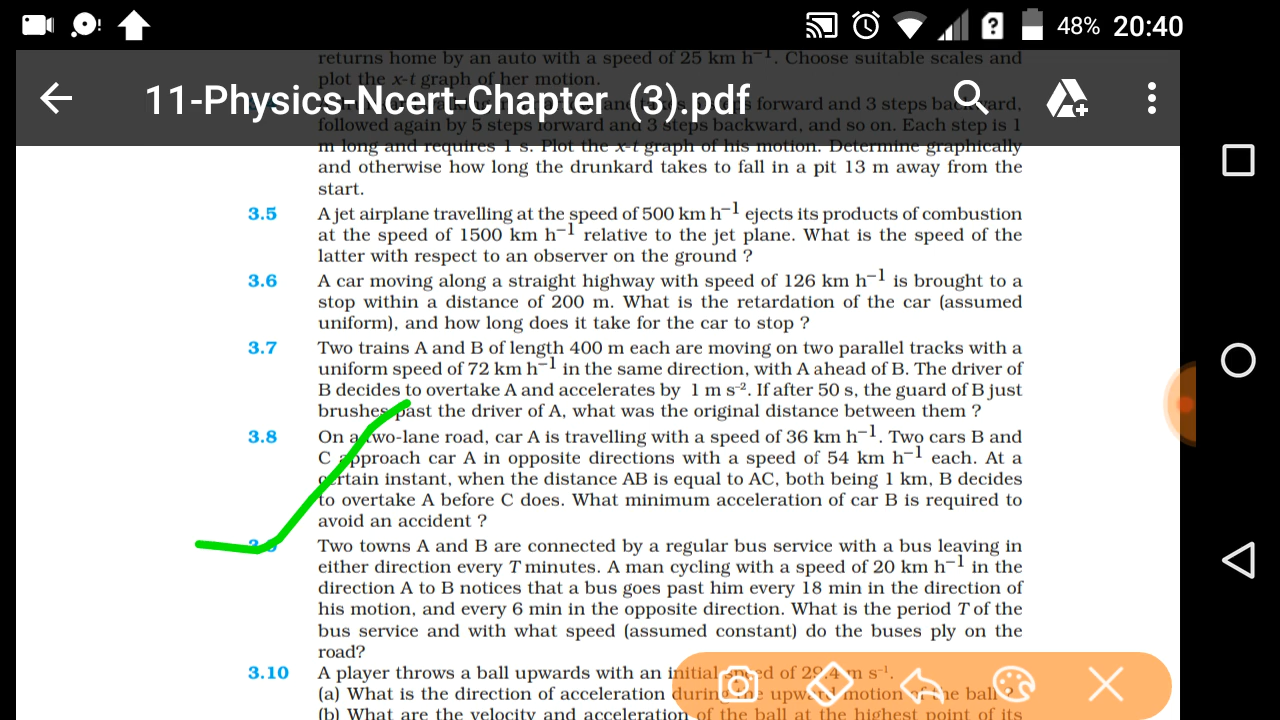 48% 20:40
returns home by an auto with a speed of 25 km h⁻¹. Choose suitable scales and
plot the x-t graph of her motion.
11-Physics-Ncert-Chapter (3).pdf
forward and 3 steps backward,
followed again by 5 steps forward and 3 steps backward, and so on. Each step is 1
m long and requires 1 s. Plot the x-t graph of his motion. Determine graphically
and otherwise how long the drunkard takes to fall in a pit 13 m away from the
start.
3.5 A jet airplane travelling at the speed of 500 km h⁻¹ ejects its products of combustion
at the speed of 1500 km h⁻¹ relative to the jet plane. What is the speed of the
latter with respect to an observer on the ground ?
3.6 A car moving along a straight highway with speed of 126 km h⁻¹ is brought to a
stop within a distance of 200 m. What is the retardation of the car (assumed
uniform), and how long does it take for the car to stop ?
3.7 Two trains A and B of length 400 m each are moving on two parallel tracks with a
uniform speed of 72 km h⁻¹ in the same direction, with A ahead of B. The driver of
B decides to overtake A and accelerates by 1 m s⁻². If after 50 s, the guard of B just
brushes past the driver of A, what was the original distance between them ?
3.8 On a two-lane road, car A is travelling with a speed of 36 km h⁻¹. Two cars B and
C approach car A in opposite directions with a speed of 54 km h⁻¹ each. At a
certain instant, when the distance AB is equal to AC, both being 1 km, B decides
to overtake A before C does. What minimum acceleration of car B is required to
avoid an accident ?
3.9 Two towns A and B are connected by a regular bus service with a bus leaving in
either direction every T minutes. A man cycling with a speed of 20 km h⁻¹ in the
direction A to B notices that a bus goes past him every 18 min in the direction of
his motion, and every 6 min in the opposite direction. What is the period T of the
bus service and with what speed (assumed constant) do the buses ply on the
road?
3.10 A player throws a ball upwards with an initial speed of 29.4 m s⁻¹.
(a) What is the direction of acceleration during the upward motion of the ball ?
(b) What are the velocity and acceleration of the ball at the highest point of its